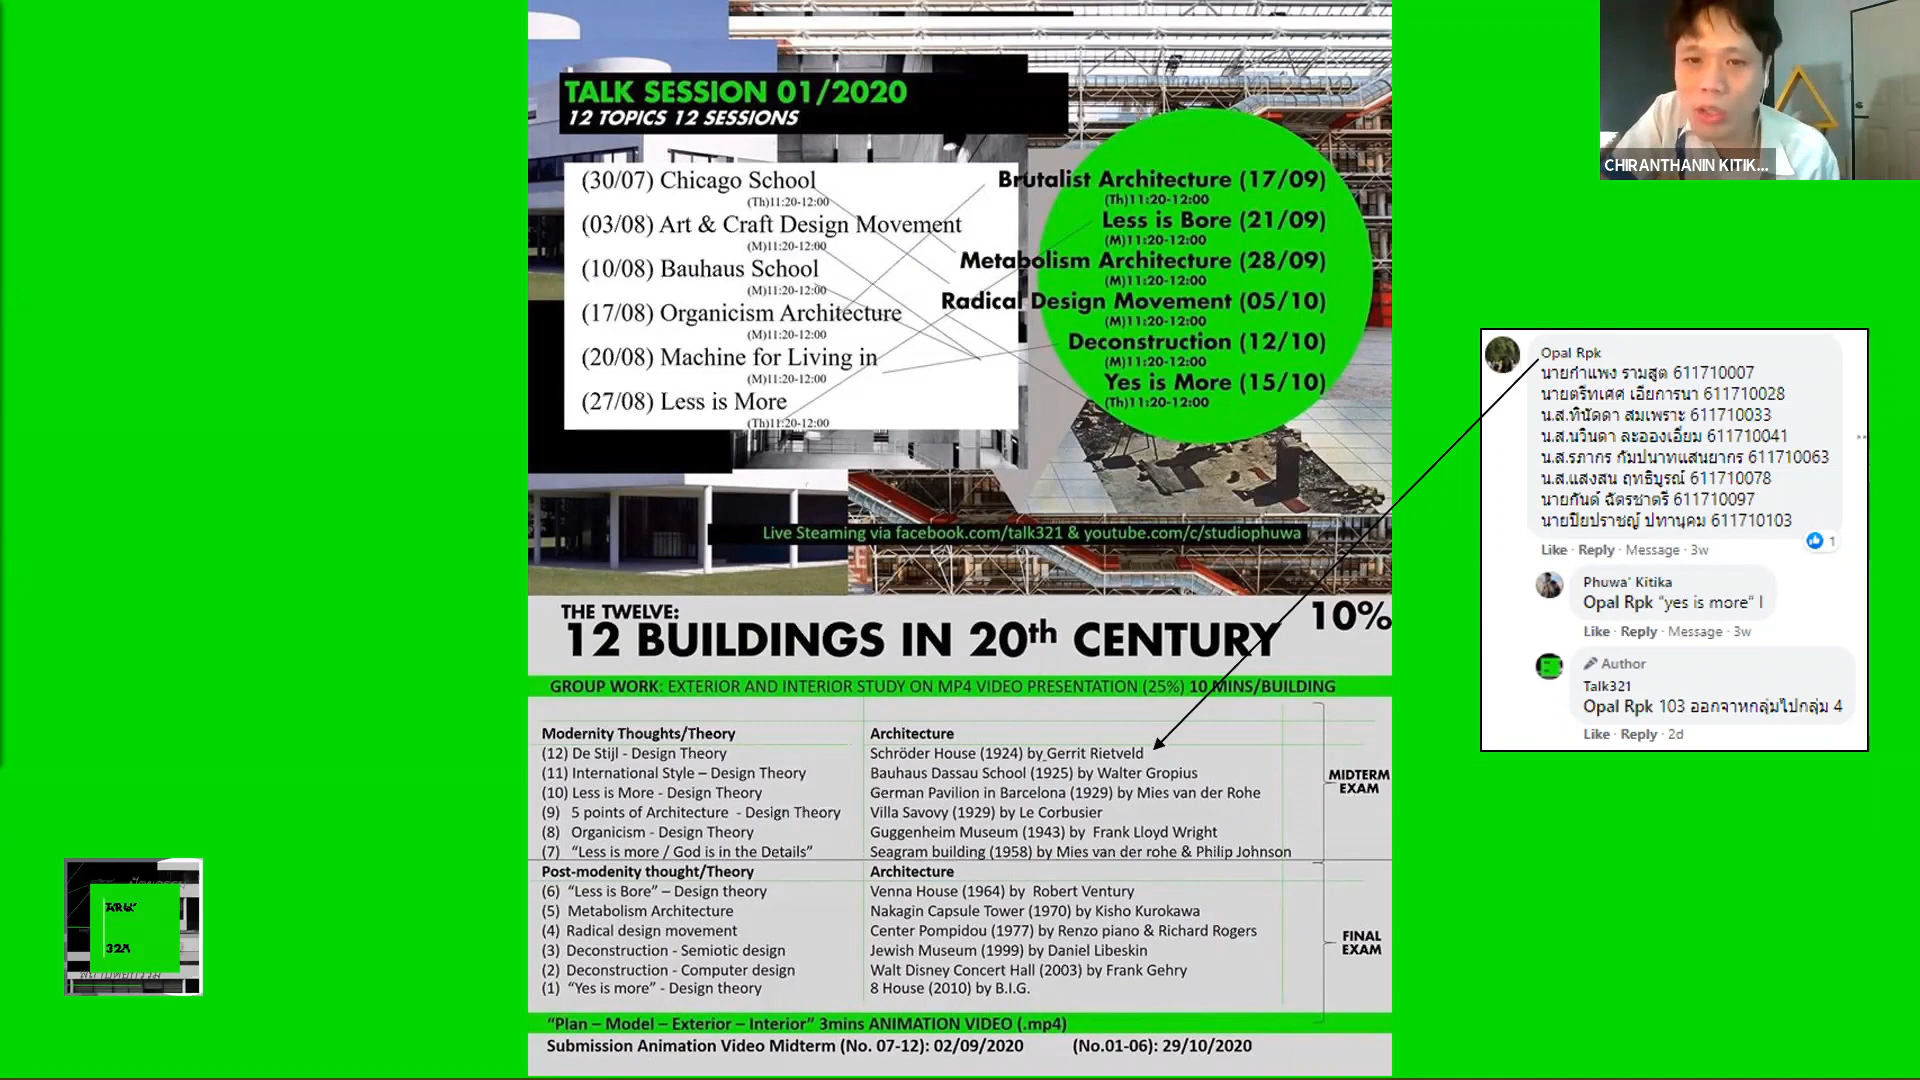 TALK SESSION 01/2020
12 TOPICS 12 SESSIONS
(30/07) Chicago School
(Th)11:20-12:00
(03/08) Art & Craft Design Movement
(M)11:20-12:00
(10/08) Bauhaus School
(M)11:20-12:00
(17/08) Organicism Architecture
(M)11:20-12:00
(20/08) Machine for Living in
(M)11:20-12:00
(27/08) Less is More
(Th)11:20-12:00
Brutalist Architecture (17/09)
(Th)11:20-12:00
Less is Bore (21/09)
(M)11:20-12:00
Metabolism Architecture (28/09)
(M)11:20-12:00
Radical Design Movement (05/10)
(M)11:20-12:00
Deconstruction (12/10)
(M)11:20-12:00
Yes is More (15/10)
(Th)11:20-12:00
Live Steaming via facebook.com/talk321 & youtube.com/c/studiophuwa
THE TWELVE:
12 BUILDINGS IN 20th CENTURY
10%
GROUP WORK: EXTERIOR AND INTERIOR STUDY ON MP4 VIDEO PRESENTATION (25%) 10 MINS/BUILDING
Modernity Thoughts/Theory Architecture
(12) De Stijl - Design Theory Schröder House (1924) by Gerrit Rietveld
(11) International Style – Design Theory Bauhaus Dassau School (1925) by Walter Gropius
(10) Less is More - Design Theory German Pavilion in Barcelona (1929) by Mies van der Rohe
(9) 5 points of Architecture - Design Theory Villa Savovy (1929) by Le Corbusier
(8) Organicism - Design Theory Guggenheim Museum (1943) by Frank Lloyd Wright
(7) “Less is more / God is in the Details” Seagram building (1958) by Mies van der rohe & Philip Johnson
MIDTERM
EXAM
Post-modenity thought/Theory Architecture
(6) “Less is Bore” – Design theory Venna House (1964) by Robert Ventury
(5) Metabolism Architecture Nakagin Capsule Tower (1970) by Kisho Kurokawa
(4) Radical design movement Center Pompidou (1977) by Renzo piano & Richard Rogers
(3) Deconstruction - Semiotic design Jewish Museum (1999) by Daniel Libeskin
(2) Deconstruction - Computer design Walt Disney Concert Hall (2003) by Frank Gehry
(1) “Yes is more” - Design theory 8 House (2010) by B.I.G.
FINAL
EXAM
“Plan – Model – Exterior – Interior” 3mins ANIMATION VIDEO (.mp4)
Submission Animation Video Midterm (No. 07-12): 02/09/2020 (No.01-06): 29/10/2020
CHIRANTHANIN KITIK...
Opal Rpk
นายกำแพง รามสูต 611710007
นายตรีทเศศ เอี่ยการนา 611710028
น.ส.ทินัดดา สมเพราะ 611710033
น.ส.นวินดา ละอองเอี่ยม 611710041
น.ส.รภากร กัมปนาทแสนยากร 611710063
น.ส.แสงสน ฤทธิบูรณ์ 611710078
นายกันต์ ฉัตรชาตรี 611710097
นายปิยปราชญ์ ปทานุคม 611710103
1
Like · Reply · Message · 3w
Phuwa' Kitika
Opal Rpk "yes is more" l
Like · Reply · Message · 3w
Author
Talk321
Opal Rpk 103 ออกจาหกลุ่มไปกลุ่ม 4
Like · Reply · 2d